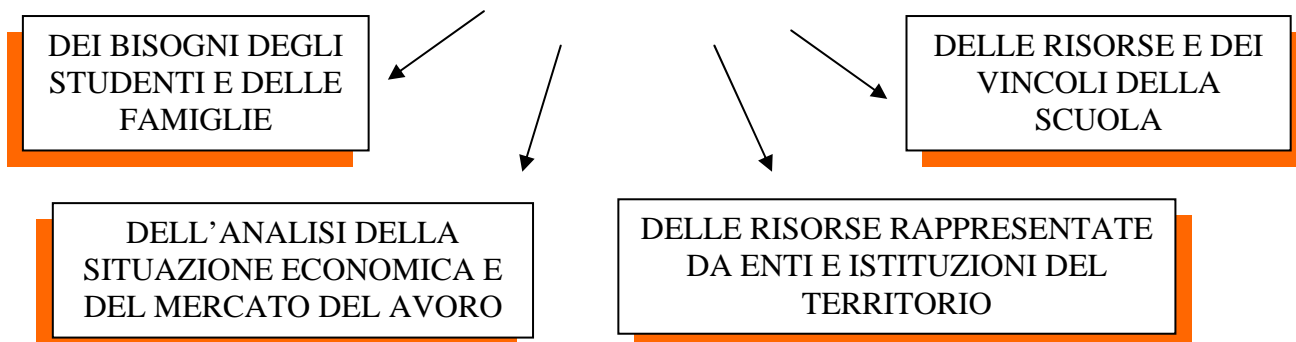 DEI BISOGNI DEGLI
STUDENTI E DELLE
FAMIGLIE
DELLE RISORSE E DEI
VINCOLI DELLA
SCUOLA
DELL’ANALISI DELLA
SITUAZIONE ECONOMICA E
DEL MERCATO DEL AVORO
DELLE RISORSE RAPPRESENTATE
DA ENTI E ISTITUZIONI DEL
TERRITORIO